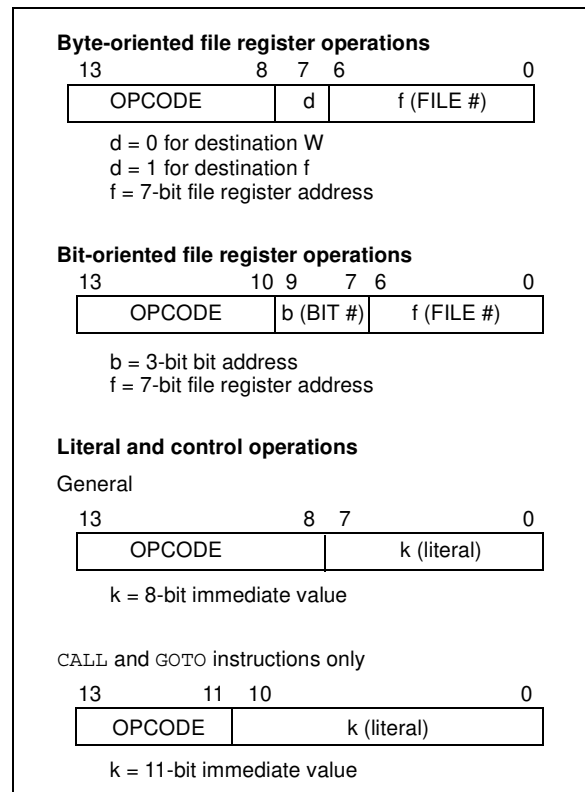 Byte-oriented file register operations
13 8 7 6 0
OPCODE d f (FILE #)
d = 0 for destination W
d = 1 for destination f
f = 7-bit file register address
Bit-oriented file register operations
13 10 9 7 6 0
OPCODE b (BIT #) f (FILE #)
b = 3-bit bit address
f = 7-bit file register address
Literal and control operations
General
13 8 7 0
OPCODE k (literal)
k = 8-bit immediate value
CALL and GOTO instructions only
13 11 10 0
OPCODE k (literal)
k = 11-bit immediate value